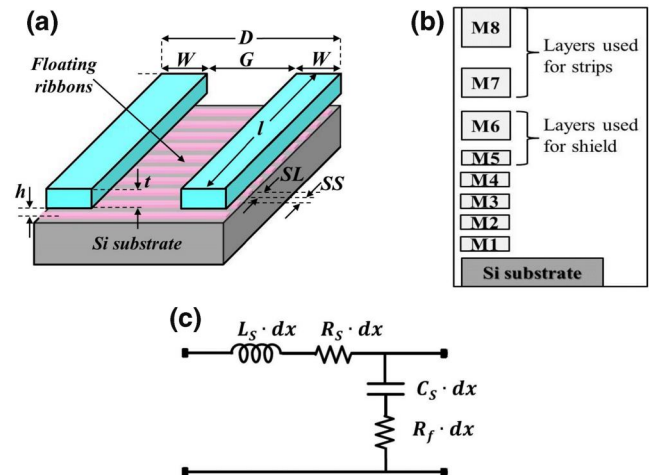 (a)
D
W
G
W
Floating
ribbons
l
t
h
SL
SS
Si substrate
(b)
M8
M7
Layers used
for strips
M6
M5
Layers used
for shield
M4
M3
M2
M1
Si substrate
(c)
L_S · dx
R_S · dx
C_S · dx
R_f · dx